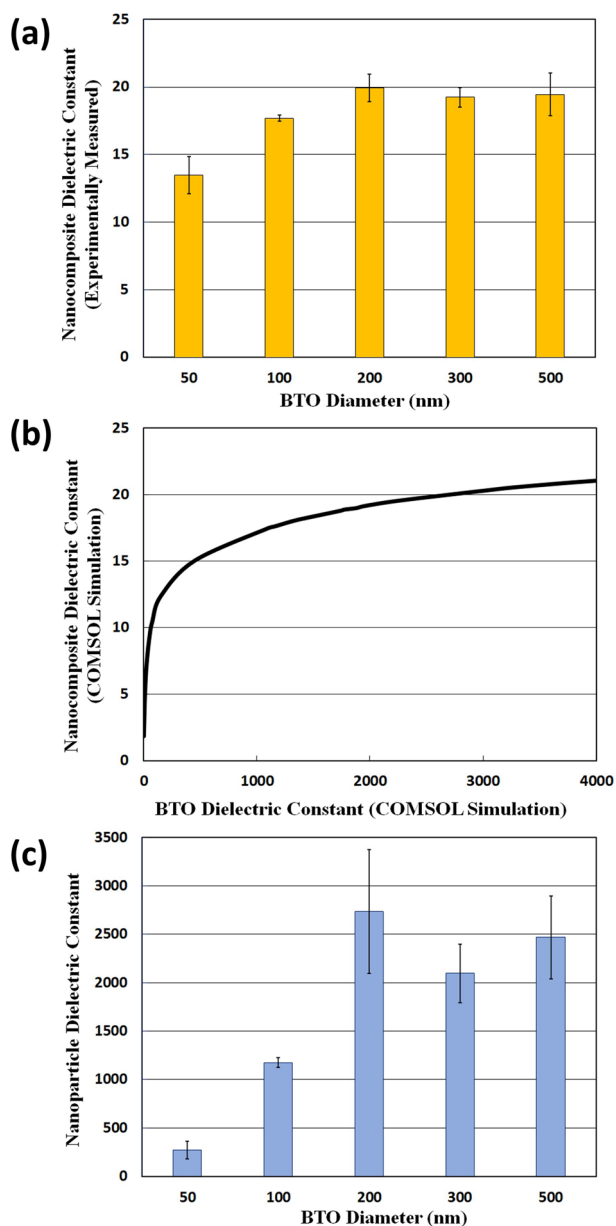 (a)
Nanocomposite Dielectric Constant
(Experimentally Measured)
25
20
15
10
5
0
50 100 200 300 500
BTO Diameter (nm)
(b)
Nanocomposite Dielectric Constant
(COMSOL Simulation)
25
20
15
10
5
0
0 1000 2000 3000 4000
BTO Dielectric Constant (COMSOL Simulation)
(c)
Nanoparticle Dielectric Constant
3500
3000
2500
2000
1500
1000
500
0
50 100 200 300 500
BTO Diameter (nm)